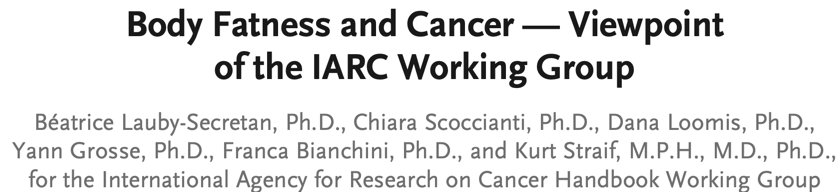 Body Fatness and Cancer — Viewpoint
of the IARC Working Group
Béatrice Lauby-Secretan, Ph.D., Chiara Scoccianti, Ph.D., Dana Loomis, Ph.D.,
Yann Grosse, Ph.D., Franca Bianchini, Ph.D., and Kurt Straif, M.P.H., M.D., Ph.D.,
for the International Agency for Research on Cancer Handbook Working Group